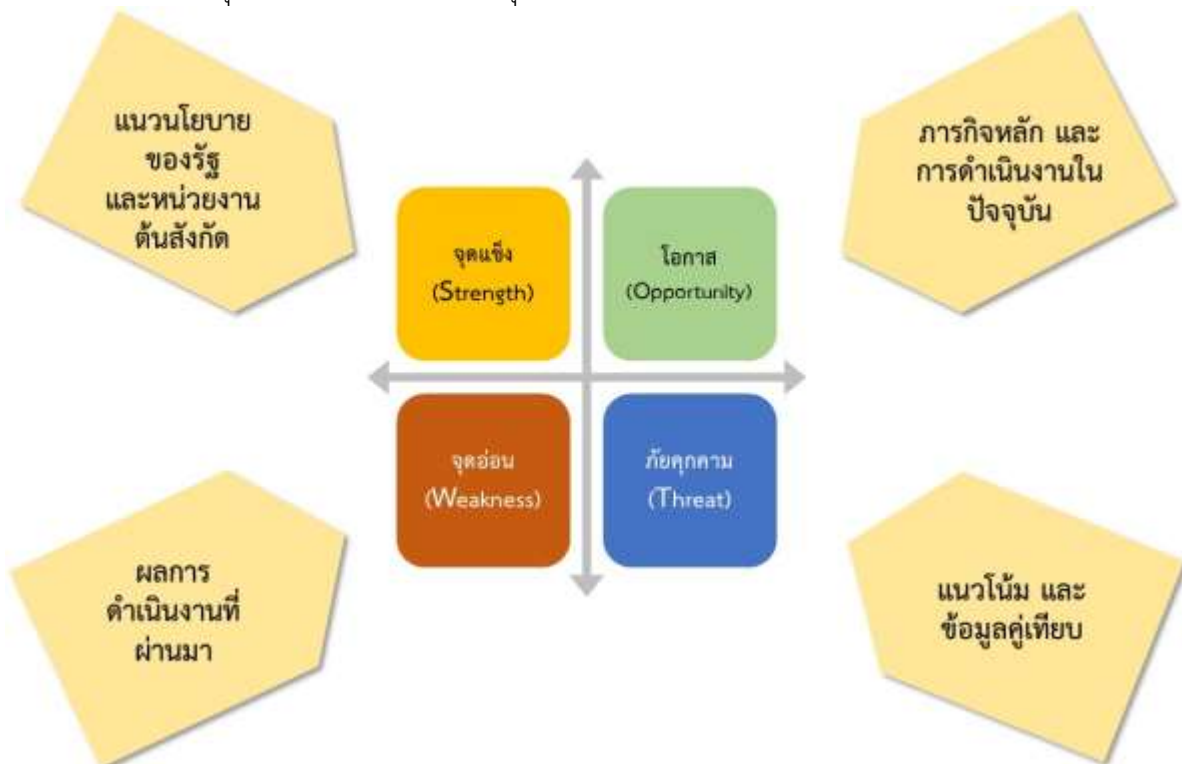 แนวนโยบาย
ของรัฐ
และหน่วยงาน
ต้นสังกัด
ภารกิจหลัก และ
การดำเนินงานใน
ปัจจุบัน
จุดแข็ง
(Strength)
โอกาส
(Opportunity)
จุดอ่อน
(Weakness)
ภัยคุกคาม
(Threat)
ผลการ
ดำเนินงานที่
ผ่านมา
แนวโน้ม และ
ข้อมูลคู่เทียบ